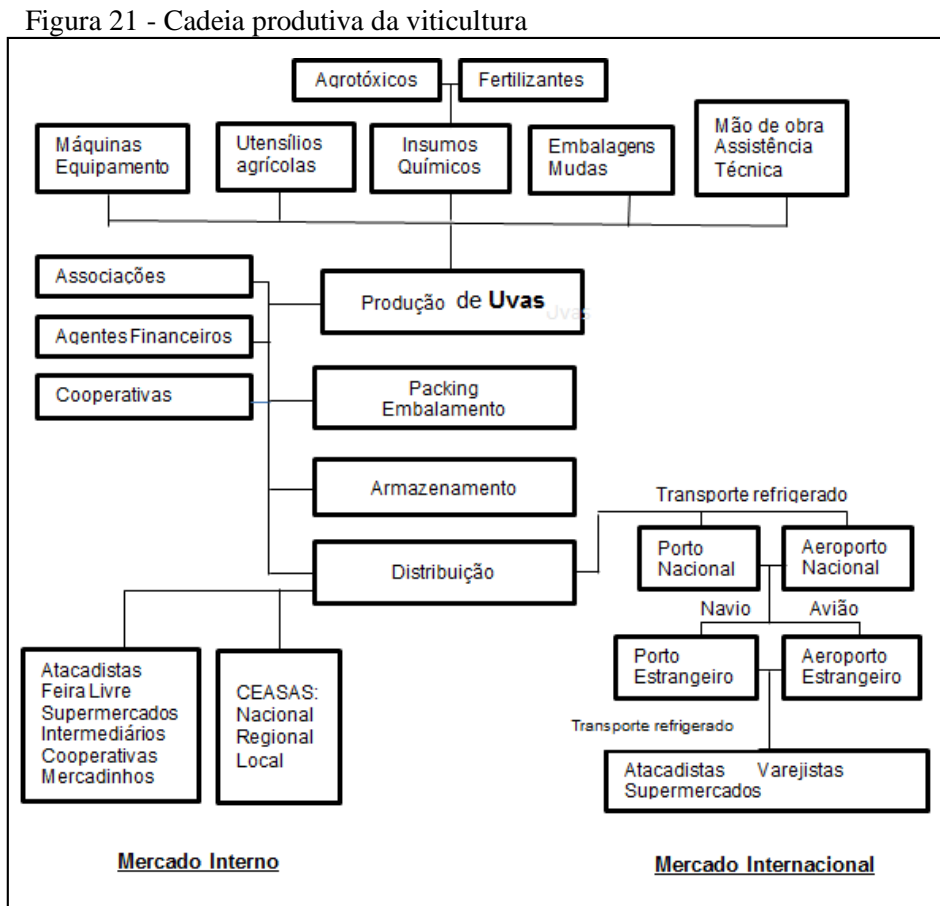 Figura 21 - Cadeia produtiva da viticultura
Agrotóxicos
Fertilizantes
Máquinas
Equipamento
Utensílios
agrícolas
Insumos
Químicos
Embalagens
Mudas
Mão de obra
Assistência
Técnica
Associações
Produção de Uvas
Uvas
Agentes Financeiros
Cooperativas
Packing
Embalamento
Armazenamento
Distribuição
Transporte refrigerado
Porto
Nacional
Aeroporto
Nacional
Navio
Avião
Porto
Estrangeiro
Aeroporto
Estrangeiro
Transporte refrigerado
Atacadistas Varejistas
Supermercados
Atacadistas
Feira Livre
Supermercados
Intermediários
Cooperativas
Mercadinhos
CEASAS:
Nacional
Regional
Local
Mercado Interno
Mercado Internacional